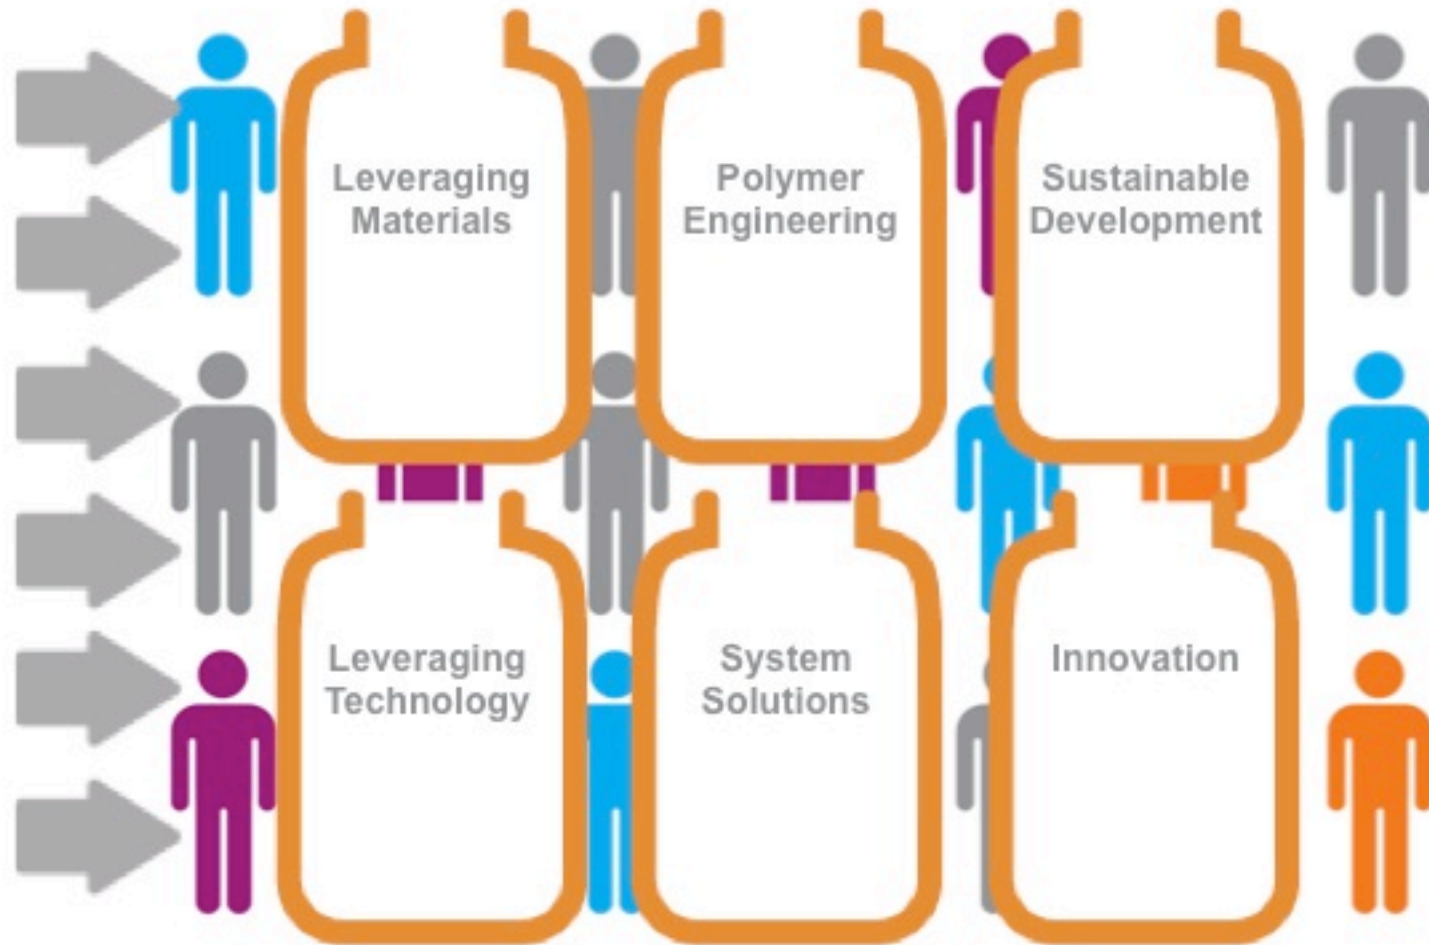 Leveraging
Materials
Polymer
Engineering
Sustainable
Development
Leveraging
Technology
System
Solutions
Innovation